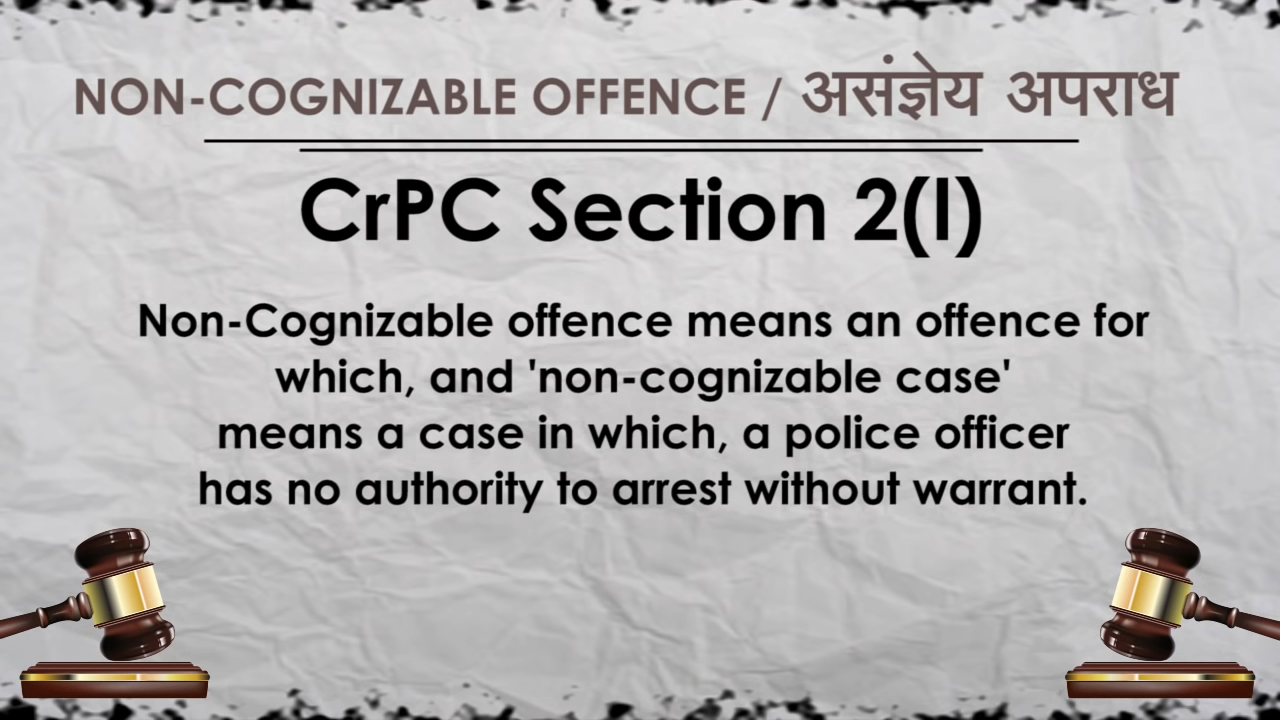 NON-COGNIZABLE OFFENCE / असंज्ञेय अपराध
CrPC Section 2(l)
Non-Cognizable offence means an offence for
which, and 'non-cognizable case'
means a case in which, a police officer
has no authority to arrest without warrant.